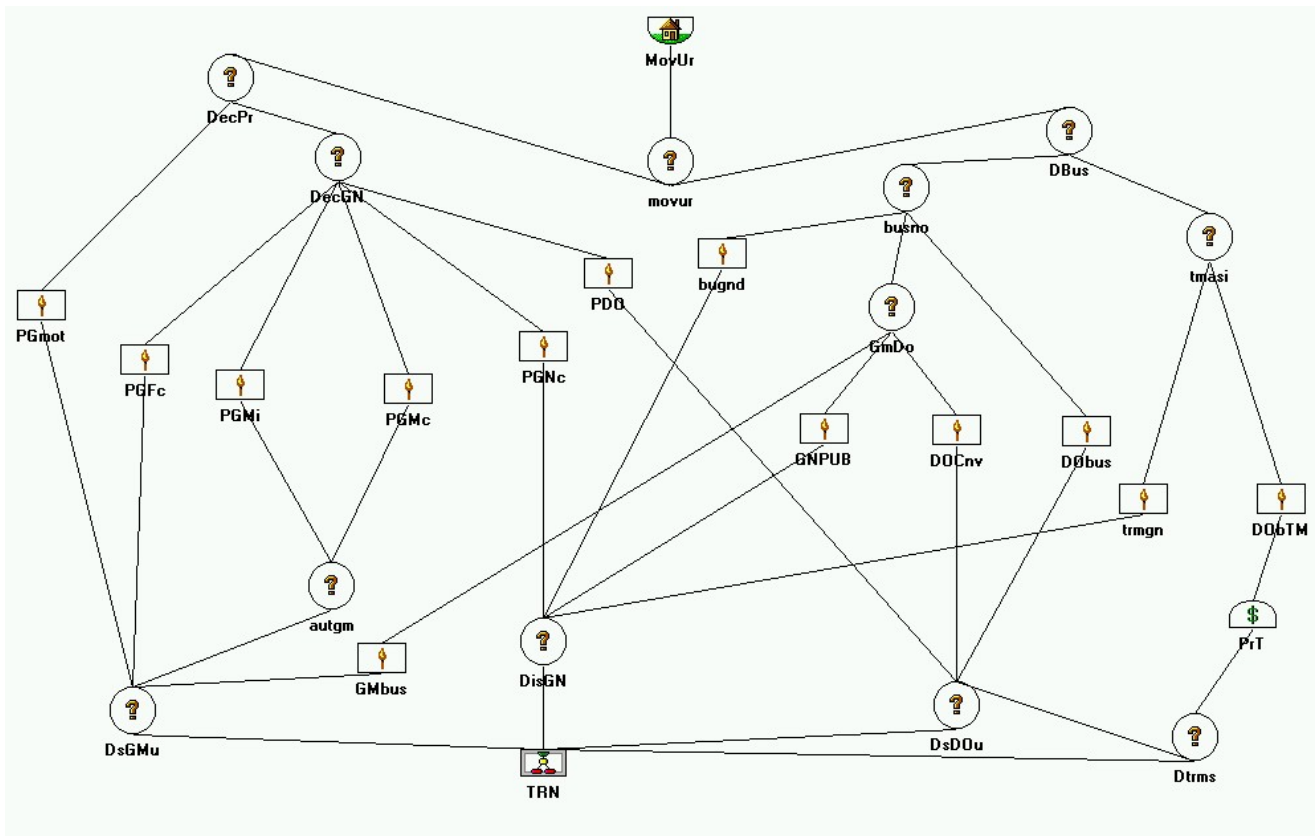 MovUr
DecPr
DBus
DecGN
movur
busno
tmasi
PDO
bugnd
PGmot
GmDo
PGFc
PGNc
PGMi
PGMc
GNPUB
DOCnv
DObus
trmgn
DObTM
autgm
$
PrT
GMbus
DisGN
DsGMu
DsDOu
Dtrms
TRN